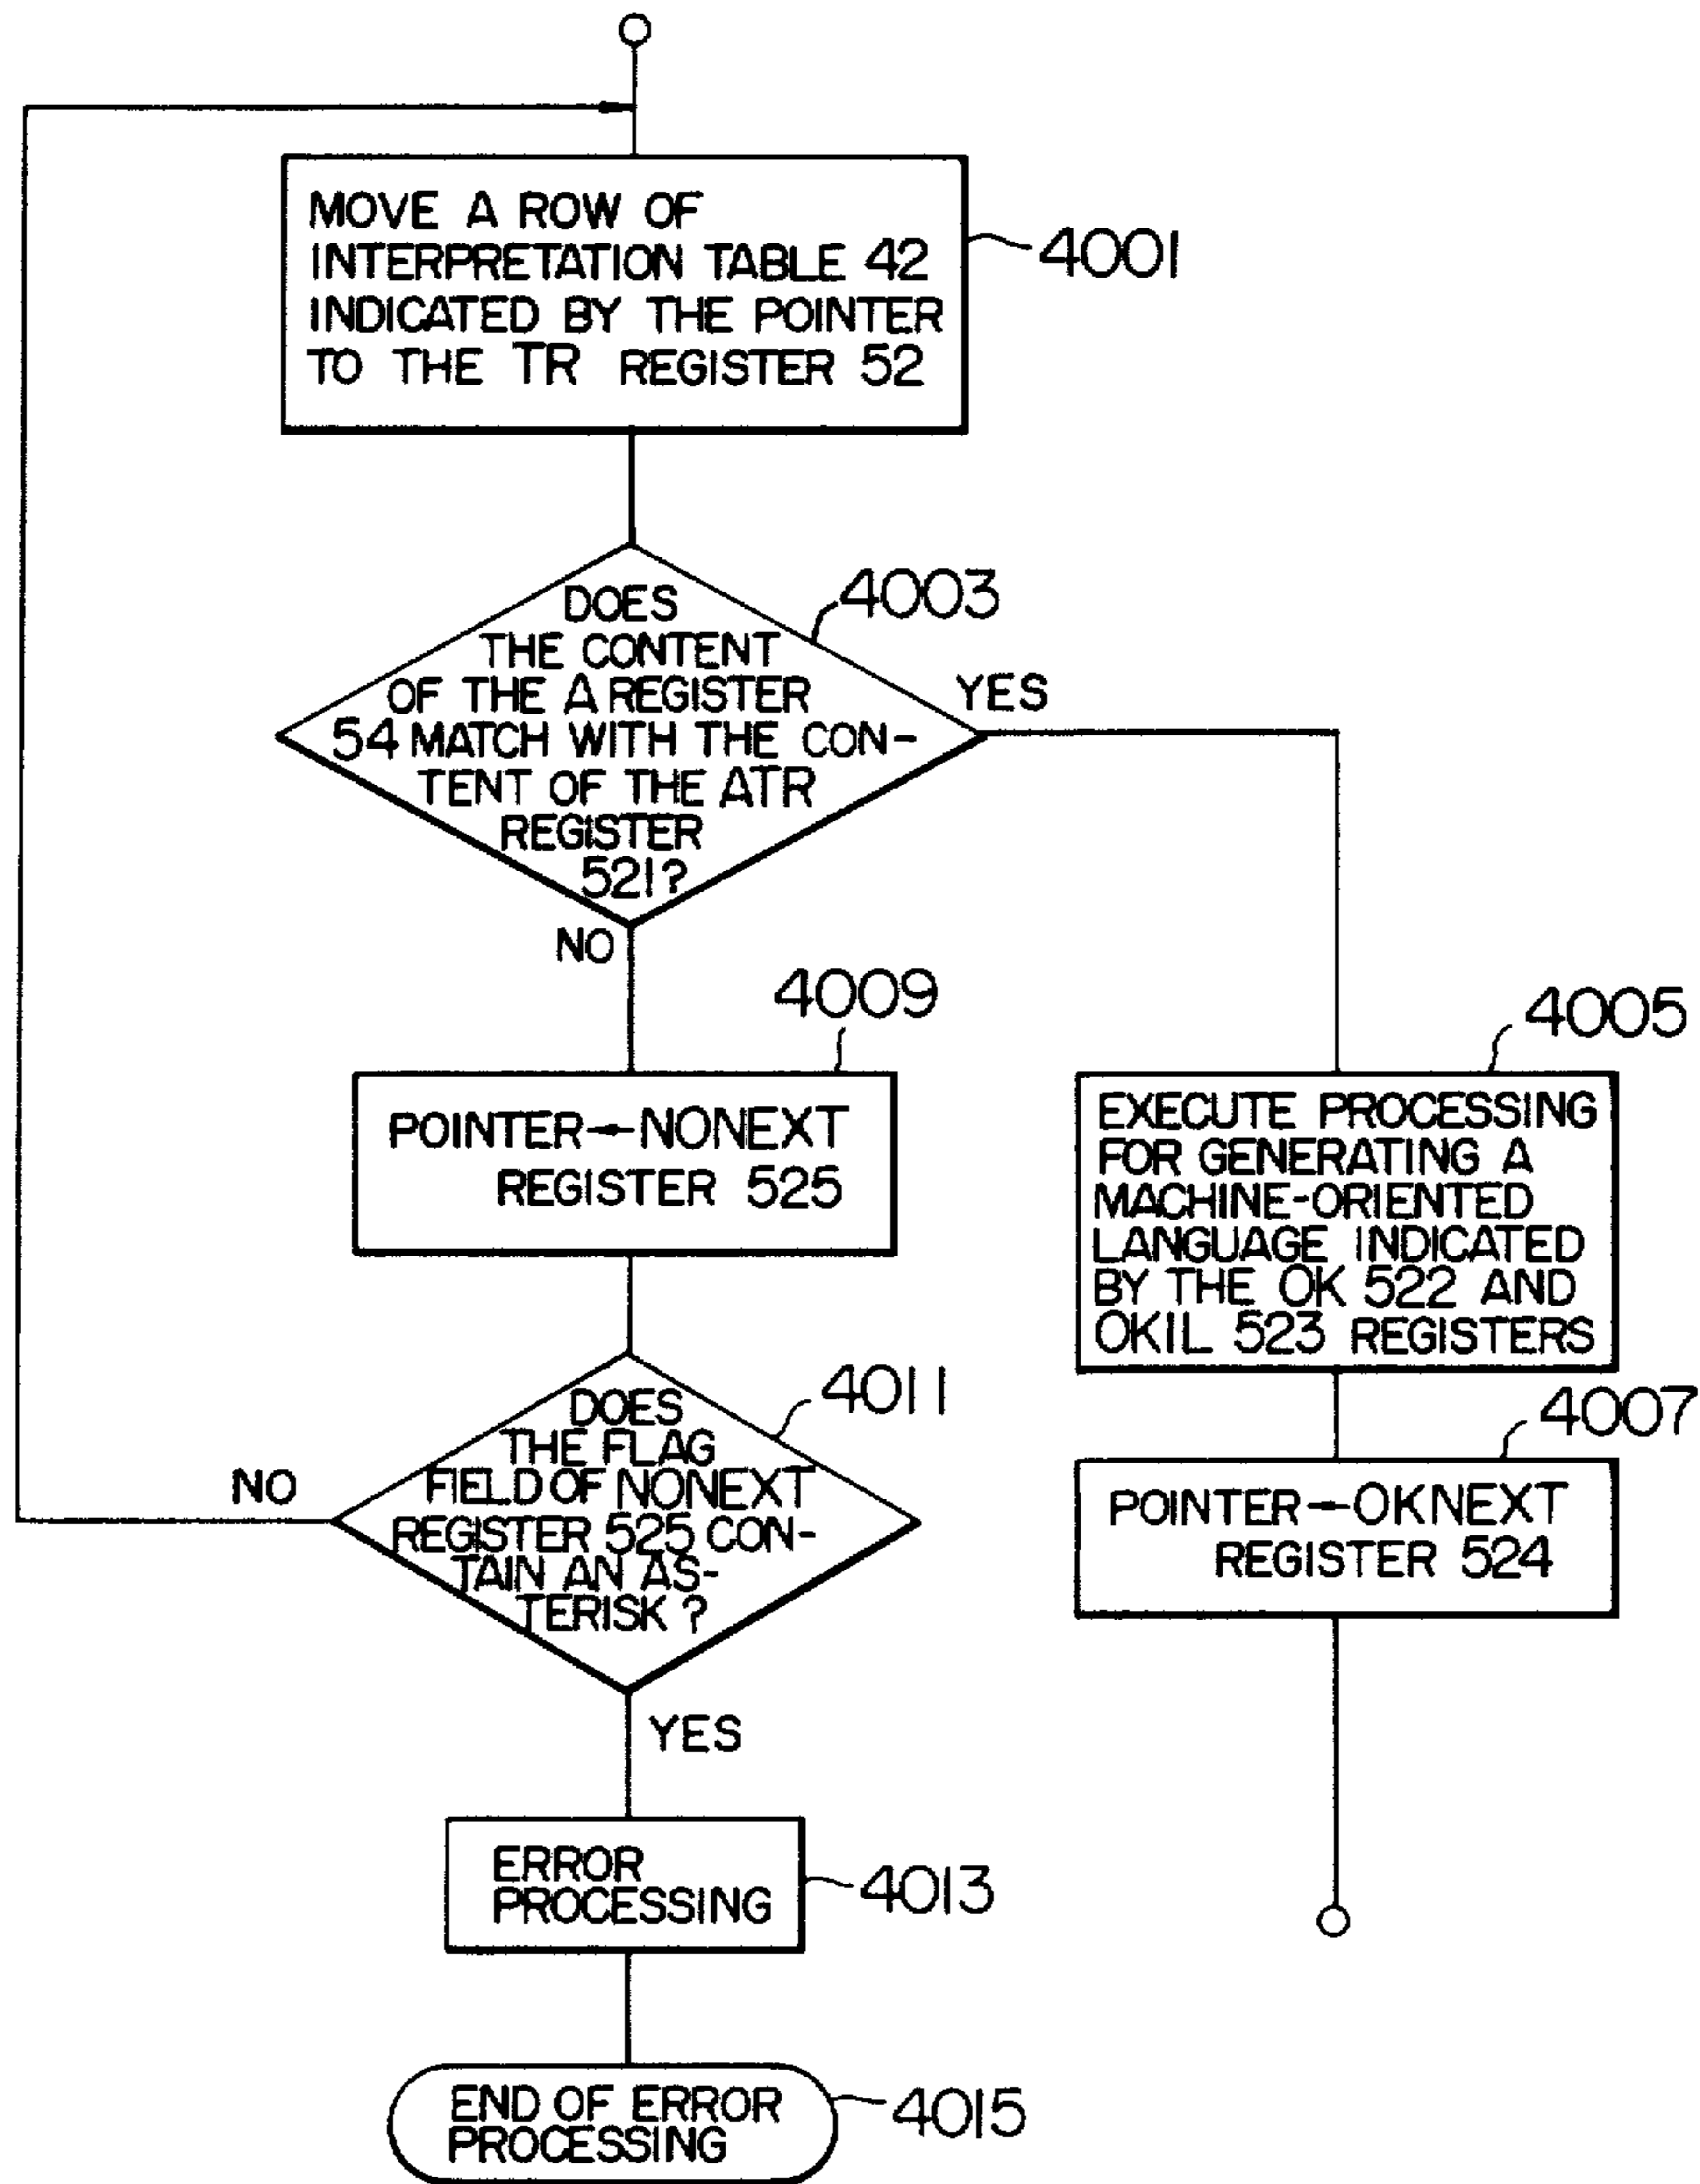 MOVE A ROW OF
INTERPRETATION TABLE 42
INDICATED BY THE POINTER
TO THE TR REGISTER 52
4001
DOES
THE CONTENT
OF THE A REGISTER
54 MATCH WITH THE CON-
TENT OF THE ATR
REGISTER
521?
4003
YES
NO
4009
POINTER←NONEXT
REGISTER 525
4005
EXECUTE PROCESSING
FOR GENERATING A
MACHINE-ORIENTED
LANGUAGE INDICATED
BY THE OK 522 AND
OKIL 523 REGISTERS
4007
POINTER←OKNEXT
REGISTER 524
4011
DOES
THE FLAG
FIELD OF NONEXT
REGISTER 525 CON-
TAIN AN AS-
TERISK?
NO
YES
ERROR
PROCESSING
4013
END OF ERROR
PROCESSING
4015